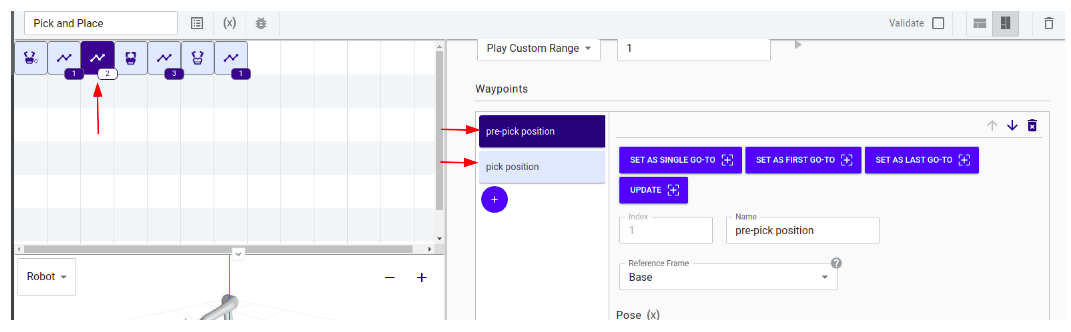 Pick and Place
(x)
Validate
1
2
3
1
Play Custom Range
1
Waypoints
pre-pick position
pick position
+
SET AS SINGLE GO-TO
SET AS FIRST GO-TO
SET AS LAST GO-TO
UPDATE
Index
1
Name
pre-pick position
Reference Frame
?
Base
Pose (x)
Robot